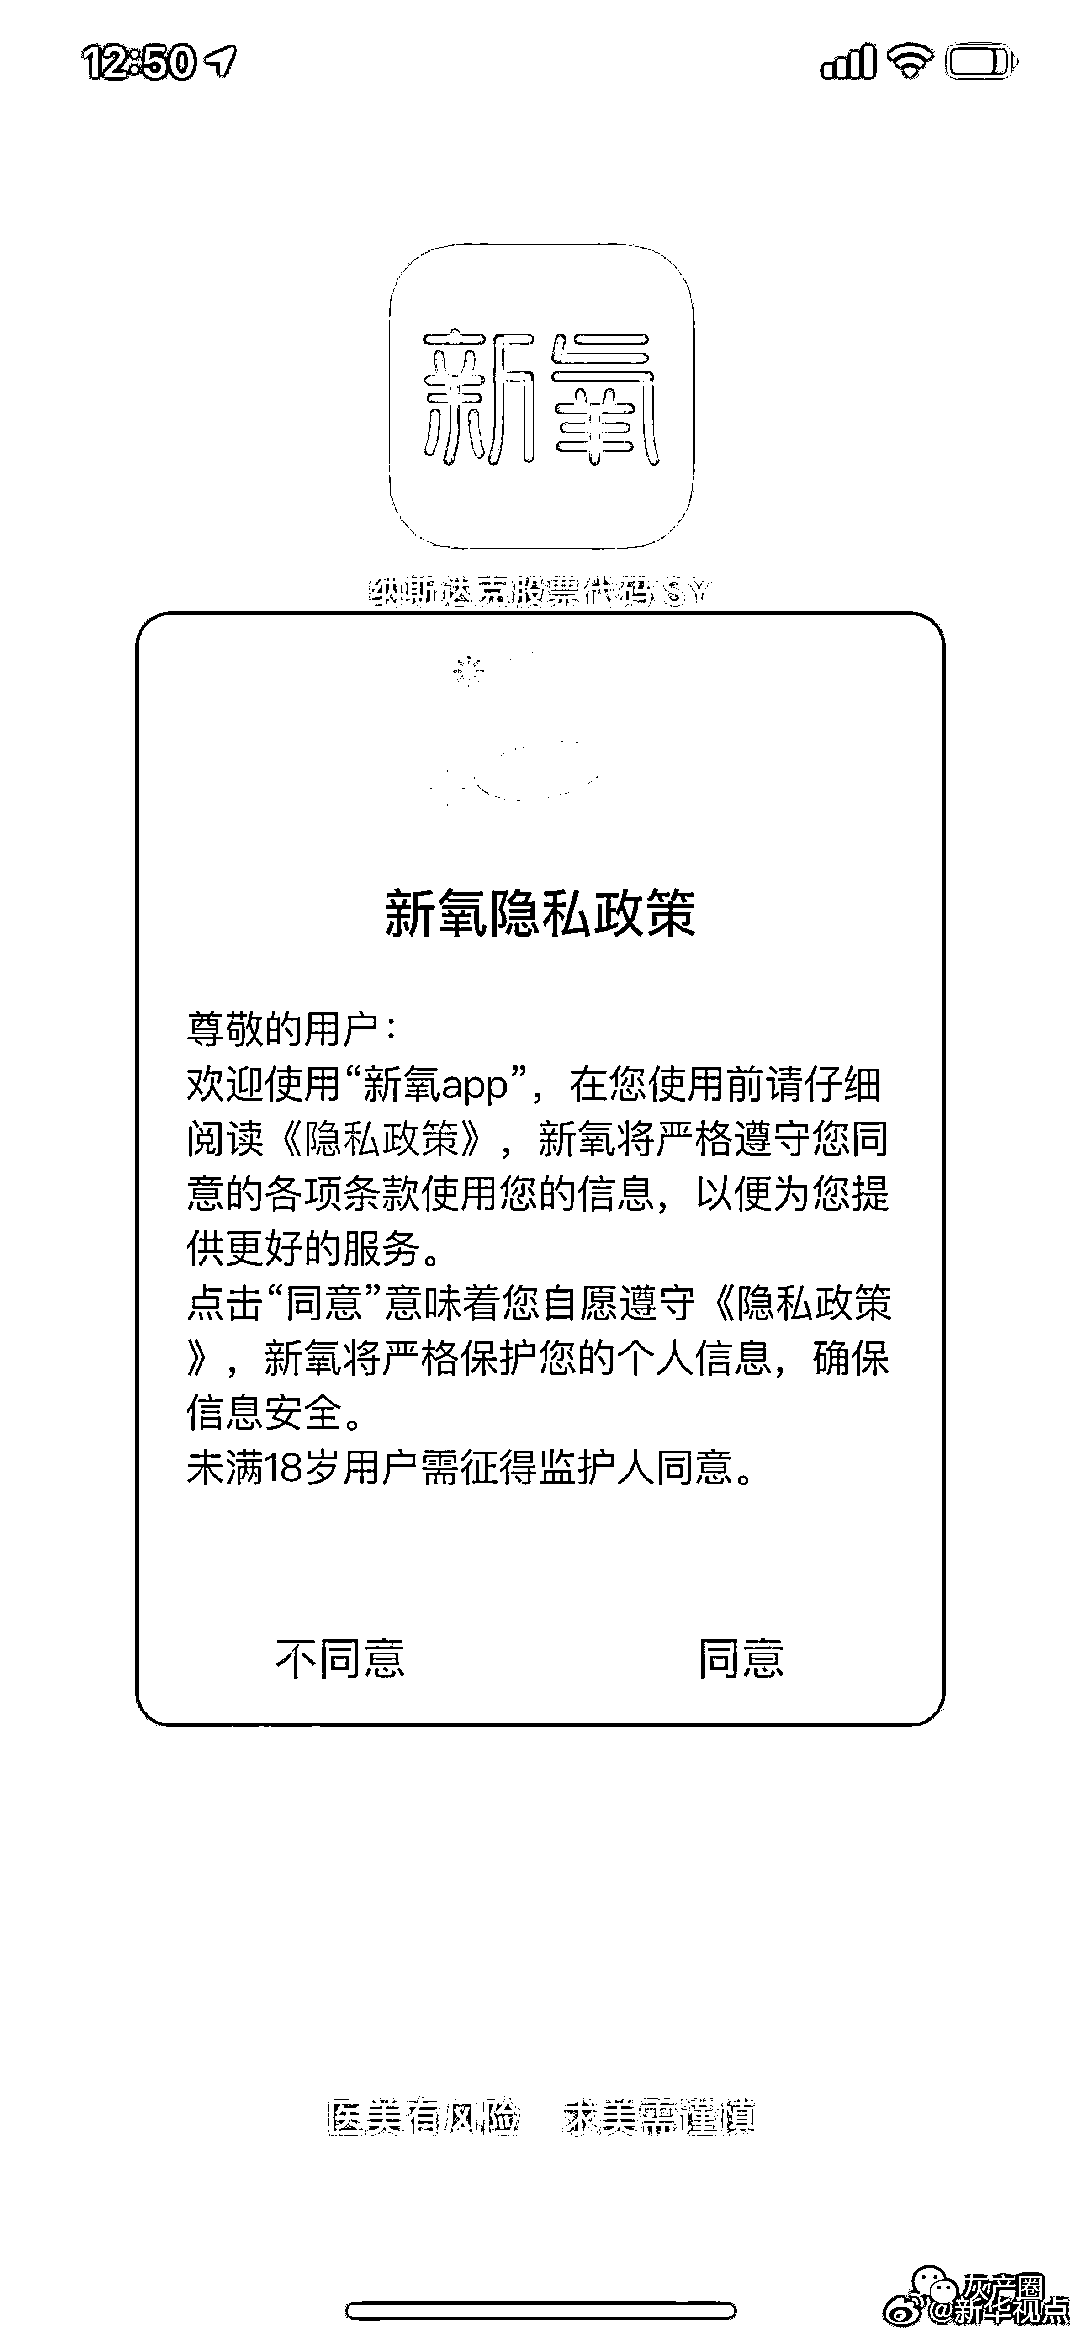 12:50
新氧
纳斯达克股票代码 SY
新氧隐私政策
尊敬的用户：
欢迎使用“新氧app”，在您使用前请仔细
阅读《隐私政策》，新氧将严格遵守您同
意的各项条款使用您的信息，以便为您提
供更好的服务。
点击“同意”意味着您自愿遵守《隐私政策
》，新氧将严格保护您的个人信息，确保
信息安全。
未满18岁用户需征得监护人同意。
不同意 同意
医美有风险 求美需谨慎
灰产圈
@新华视点